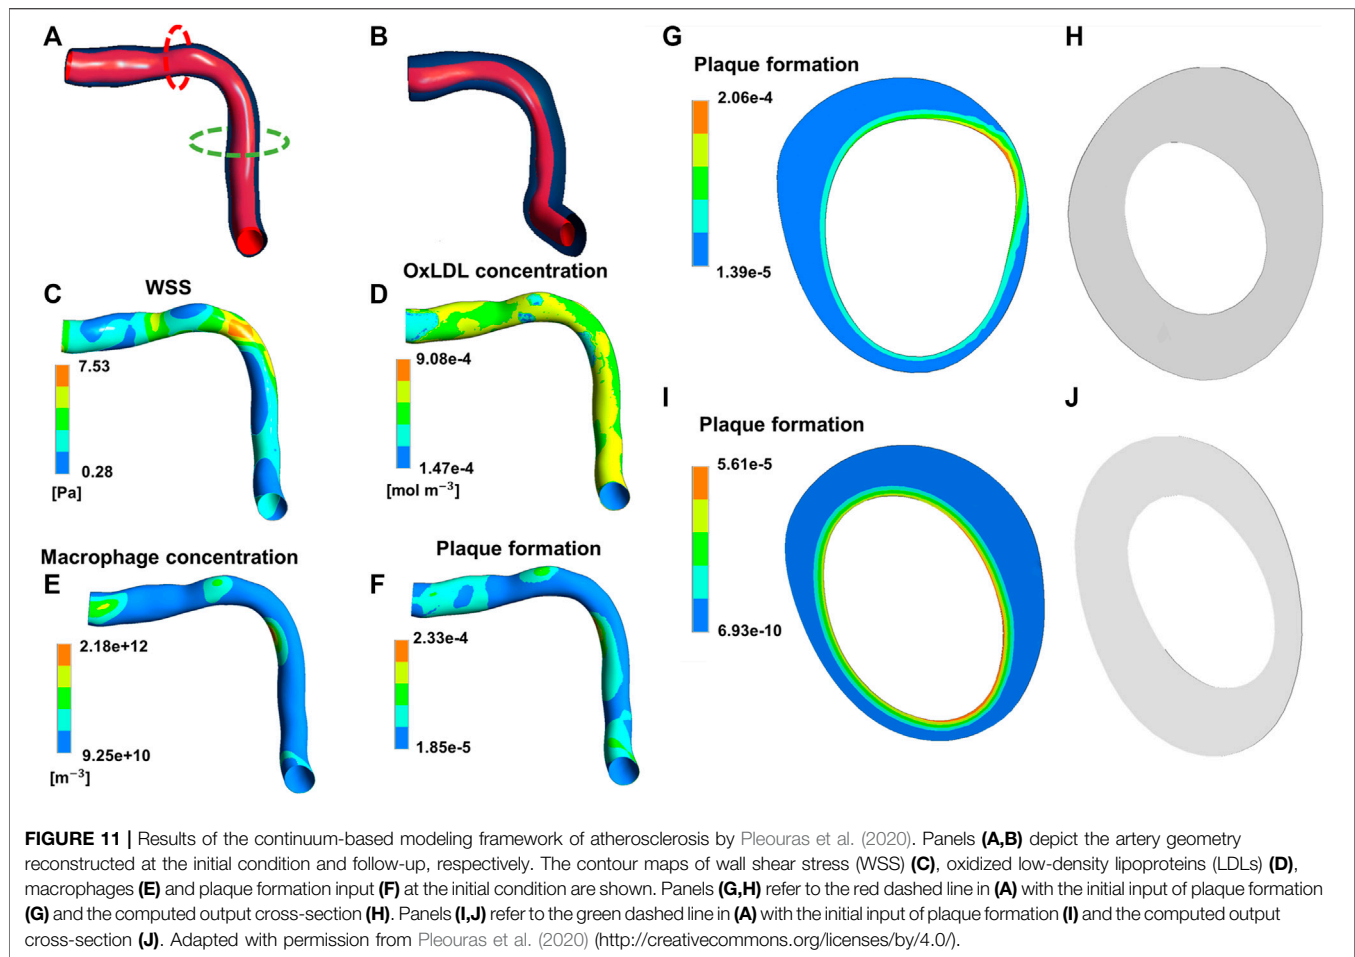 A
B
G
Plaque formation
2.06e-4
1.39e-5
H
C
WSS
7.53
0.28
[Pa]
D
OxLDL concentration
9.08e-4
1.47e-4
[mol m⁻³]
I
Plaque formation
5.61e-5
6.93e-10
J
E
Macrophage concentration
2.18e+12
9.25e+10
[m⁻³]
F
Plaque formation
2.33e-4
1.85e-5
FIGURE 11 | Results of the continuum-based modeling framework of atherosclerosis by Pleouras et al. (2020). Panels (A,B) depict the artery geometry
reconstructed at the initial condition and follow-up, respectively. The contour maps of wall shear stress (WSS) (C), oxidized low-density lipoproteins (LDLs) (D),
macrophages (E) and plaque formation input (F) at the initial condition are shown. Panels (G,H) refer to the red dashed line in (A) with the initial input of plaque formation
(G) and the computed output cross-section (H). Panels (I,J) refer to the green dashed line in (A) with the initial input of plaque formation (I) and the computed output
cross-section (J). Adapted with permission from Pleouras et al. (2020) (http://creativecommons.org/licenses/by/4.0/).